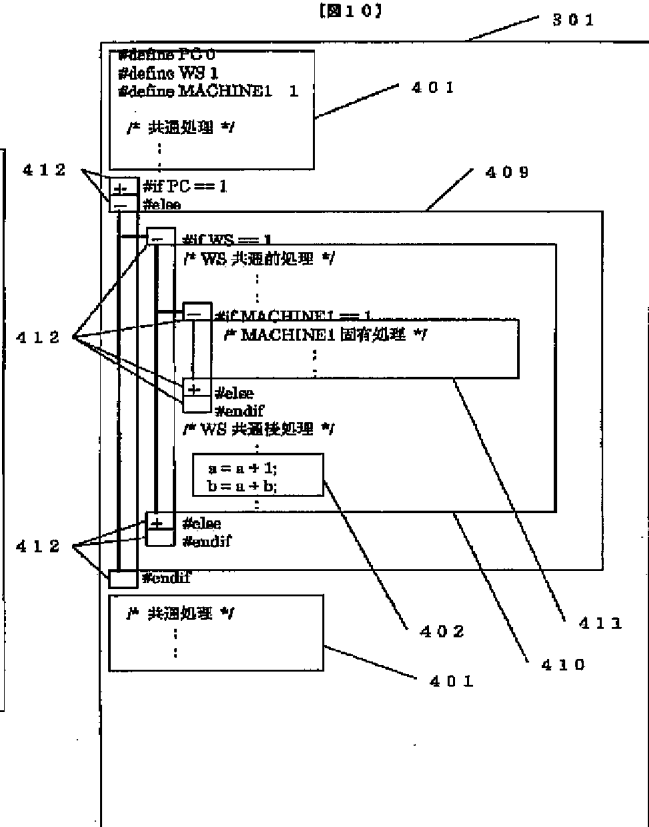 【図10】
301
#define PC 0
#define WS 1
#define MACHINE1 1
401
/* 共通処理 */
412
+ #if PC == 1
409
− #else
− #if WS == 1
/* WS 共通前処理 */
− #if MACHINE1 == 1
412
/* MACHINE1 固有処理 */
+ #else
#endif
/* WS 共通後処理 */
a = a + 1;
b = a + b;
+ #else
412
#endif
#endif
/* 共通処理 */
411
402
410
401